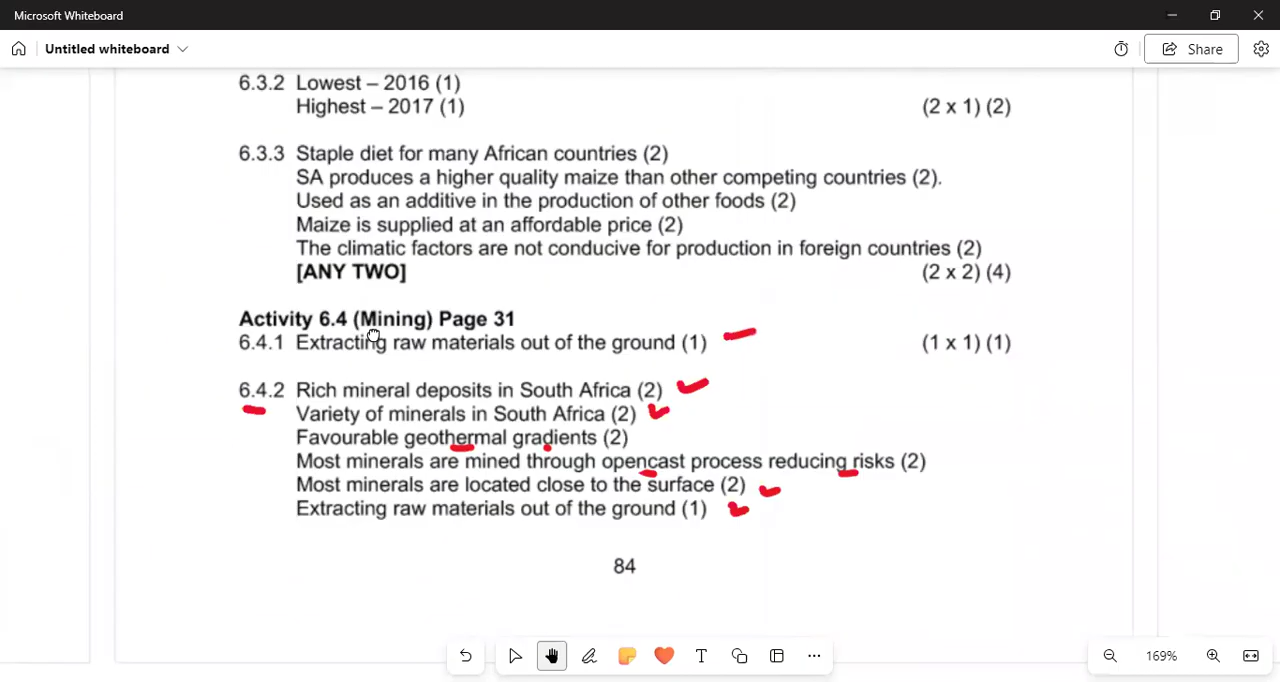 Microsoft Whiteboard
Untitled whiteboard
Share
6.3.2 Lowest – 2016 (1)
Highest – 2017 (1) (2 x 1) (2)
6.3.3 Staple diet for many African countries (2)
SA produces a higher quality maize than other competing countries (2).
Used as an additive in the production of other foods (2)
Maize is supplied at an affordable price (2)
The climatic factors are not conducive for production in foreign countries (2)
[ANY TWO] (2 x 2) (4)
Activity 6.4 (Mining) Page 31
6.4.1 Extracting raw materials out of the ground (1) (1 x 1) (1)
6.4.2 Rich mineral deposits in South Africa (2)
Variety of minerals in South Africa (2)
Favourable geothermal gradients (2)
Most minerals are mined through opencast process reducing risks (2)
Most minerals are located close to the surface (2)
Extracting raw materials out of the ground (1)
84
169%